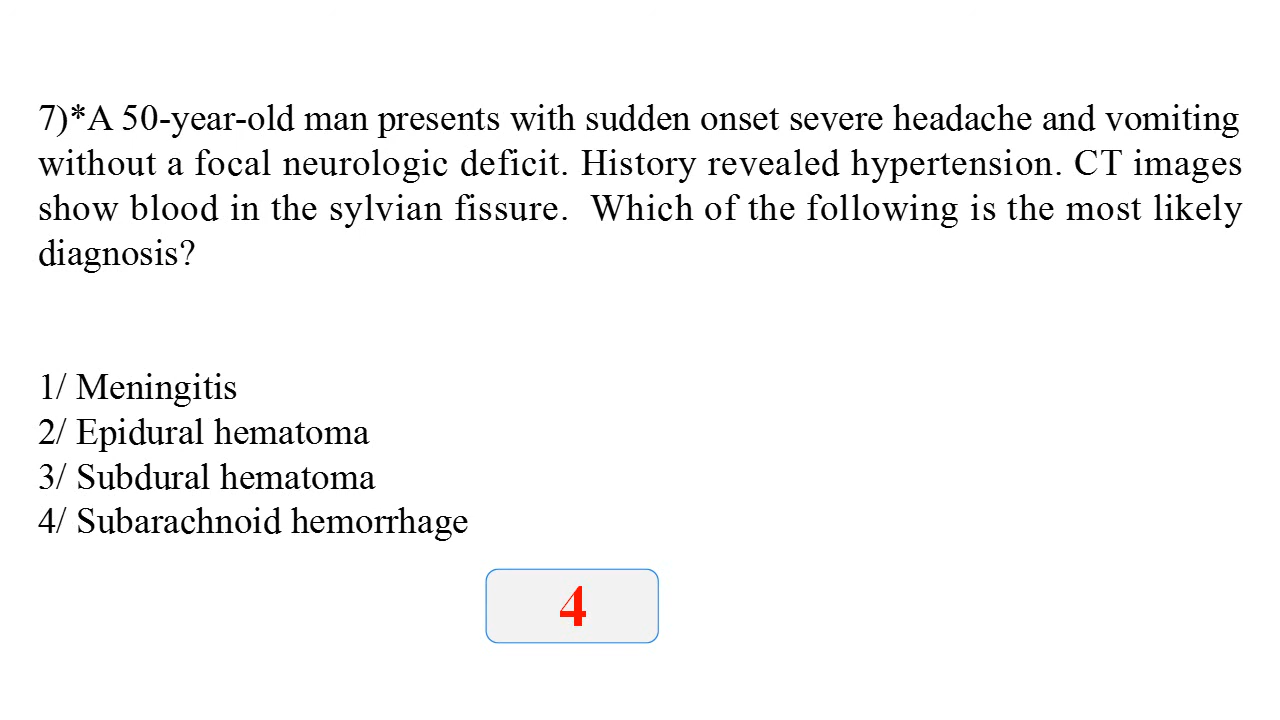 7)*A 50-year-old man presents with sudden onset severe headache and vomiting
without a focal neurologic deficit. History revealed hypertension. CT images
show blood in the sylvian fissure.  Which of the following is the most likely
diagnosis?
1/ Meningitis
2/ Epidural hematoma
3/ Subdural hematoma
4/ Subarachnoid hemorrhage
4